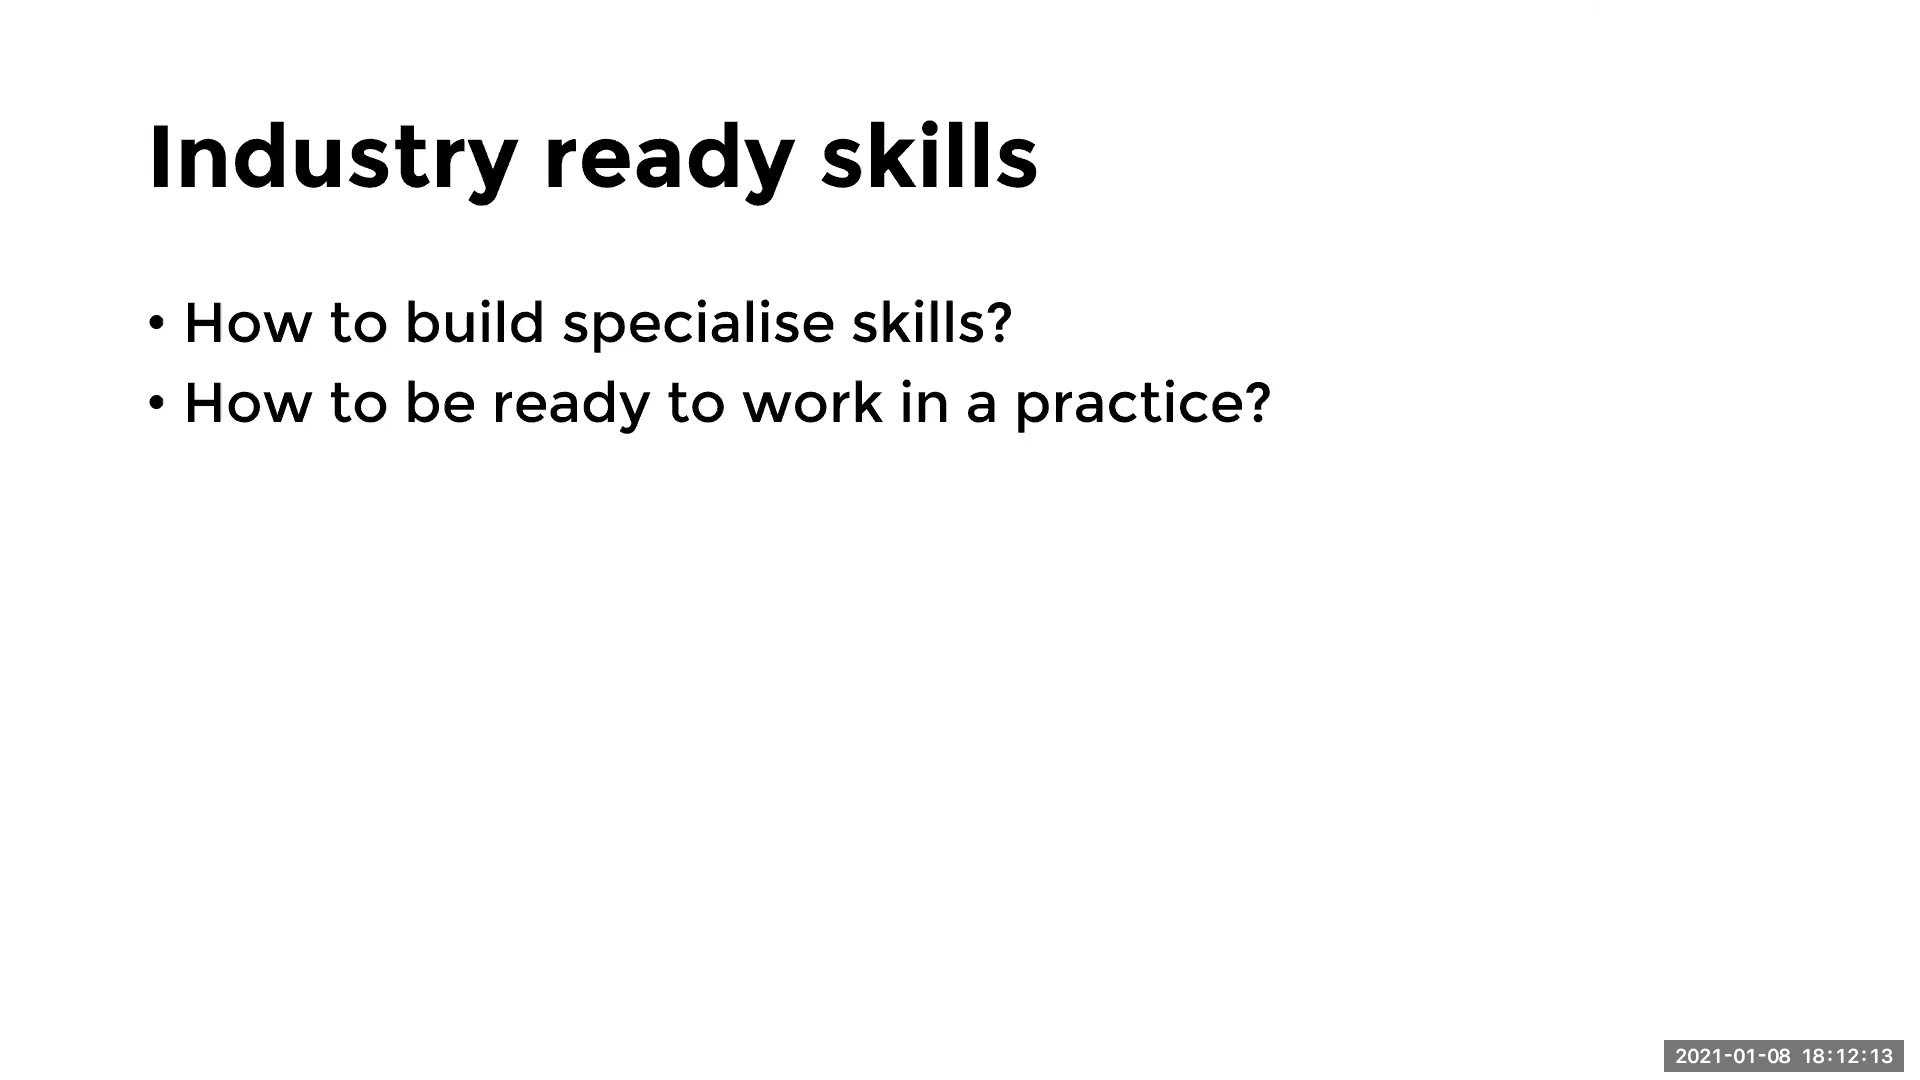 Industry ready skills
• How to build specialise skills?
• How to be ready to work in a practice?
2021-01-08 18:12:13